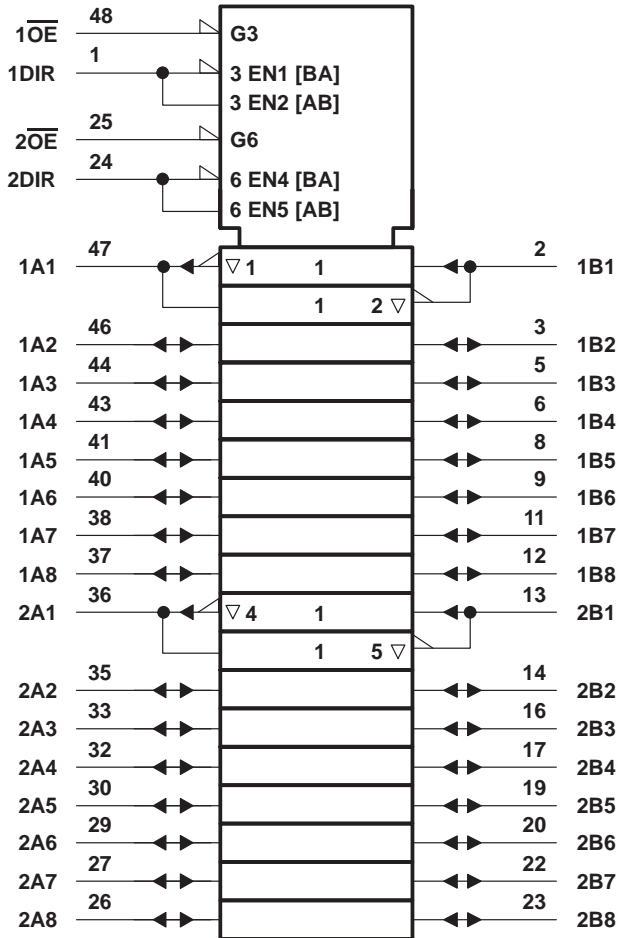 1O̅E̅ 48 G3
1DIR 1 3 EN1 [BA]
3 EN2 [AB]
2O̅E̅ 25 G6
2DIR 24 6 EN4 [BA]
6 EN5 [AB]
1A1 47 ▽ 1 1 2 1B1
1 2 ▽
1A2 46 3 1B2
1A3 44 5 1B3
1A4 43 6 1B4
1A5 41 8 1B5
1A6 40 9 1B6
1A7 38 11 1B7
1A8 37 12 1B8
2A1 36 ▽ 4 1 13 2B1
1 5 ▽
2A2 35 14 2B2
2A3 33 16 2B3
2A4 32 17 2B4
2A5 30 19 2B5
2A6 29 20 2B6
2A7 27 22 2B7
2A8 26 23 2B8